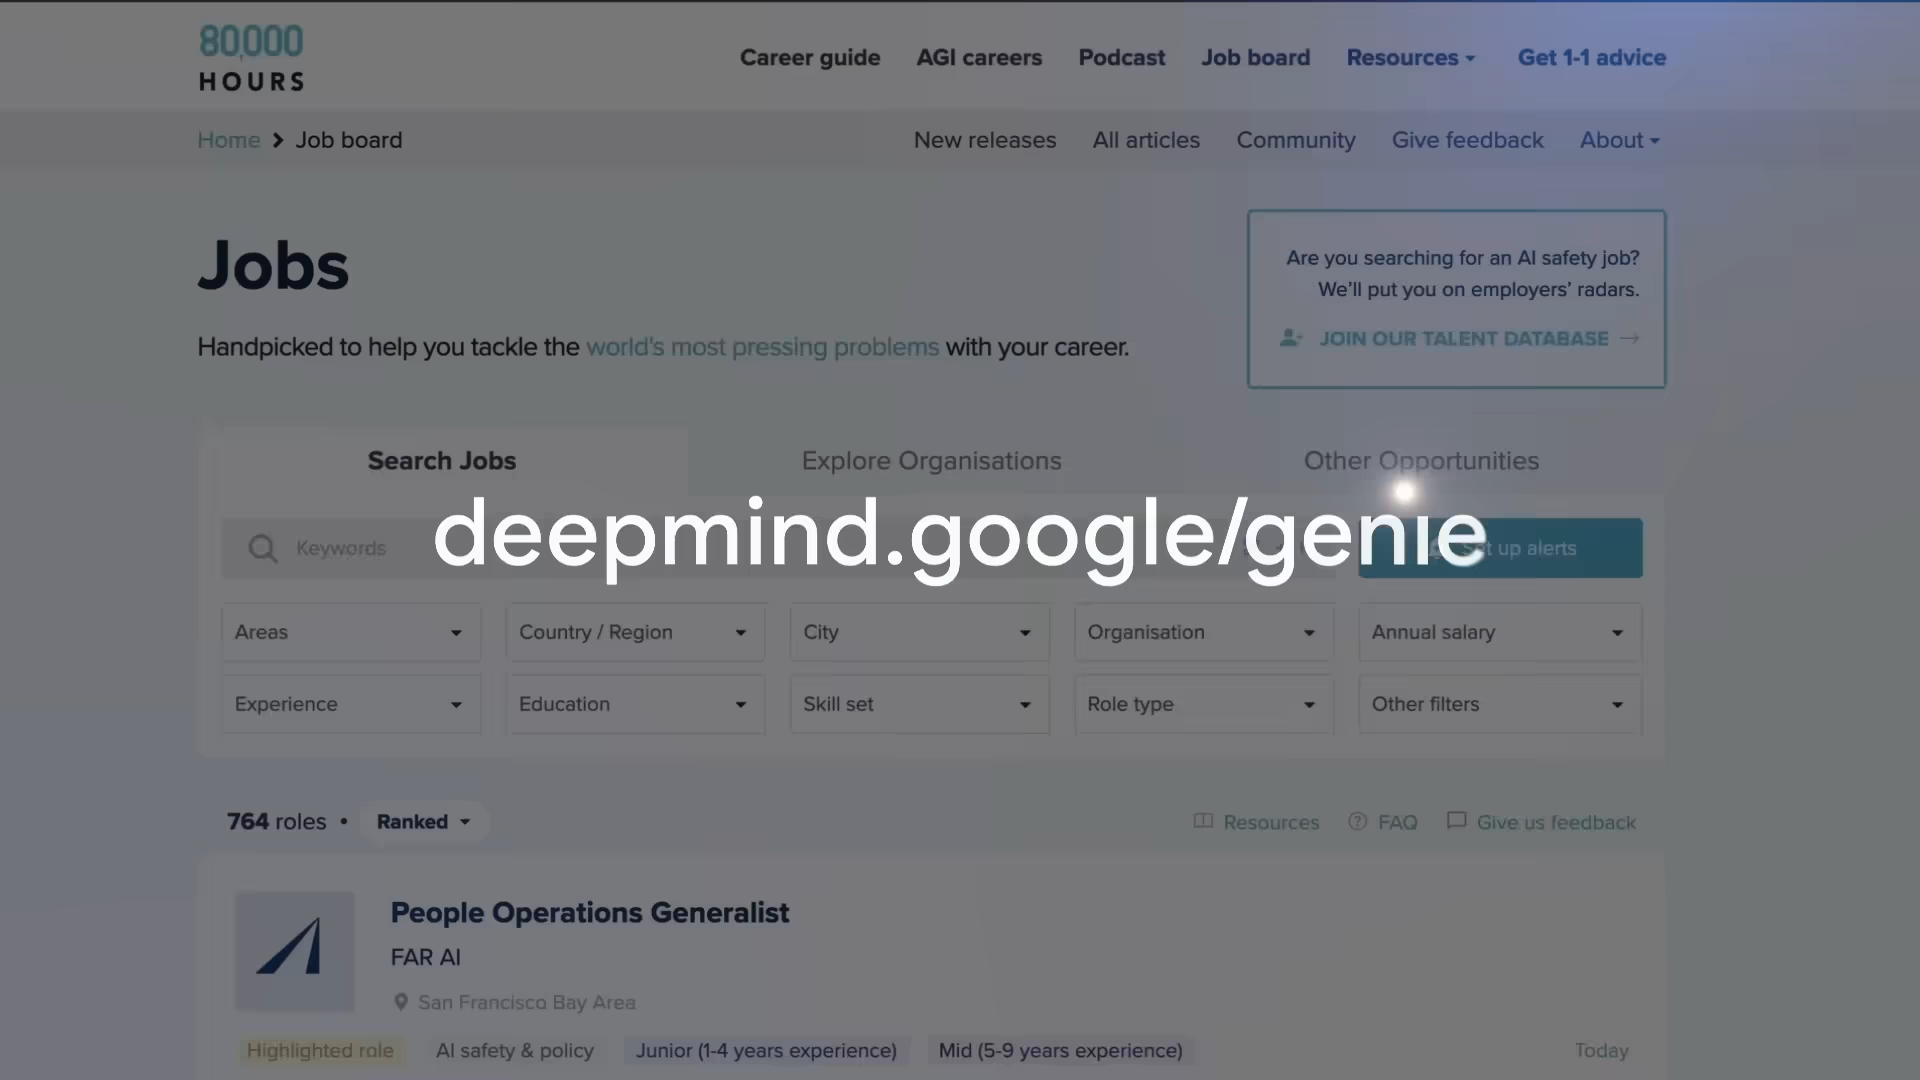 80,000
HOURS
Career guide
AGI careers
Podcast
Job board
Resources
Get 1-1 advice
Home
Job board
New releases
All articles
Community
Give feedback
About
Jobs
Handpicked to help you tackle the world's most pressing problems with your career.
Are you searching for an AI safety job?
We'll put you on employers' radars.
JOIN OUR TALENT DATABASE →
Search Jobs
Explore Organisations
Other Opportunities
Keywords
deepmind.google/genie
Set up alerts
Areas
Country / Region
City
Organisation
Annual salary
Experience
Education
Skill set
Role type
Other filters
764 roles •
Ranked
Resources
FAQ
Give us feedback
People Operations Generalist
FAR AI
San Francisco Bay Area
Highlighted role
AI safety & policy
Junior (1-4 years experience)
Mid (5-9 years experience)
Today